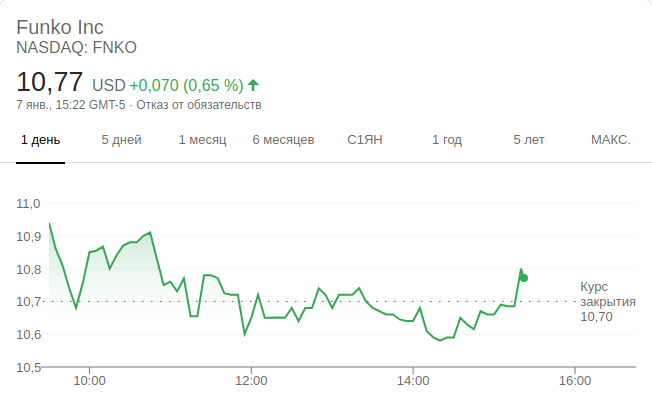 Funko Inc
NASDAQ: FNKO
10,77 USD +0,070 (0,65 %)
7 янв., 15:22 GMT-5 · Отказ от обязательств
1 день 5 дней 1 месяц 6 месяцев С1ЯН 1 год 5 лет МАКС.
11,0
10,9
10,8
10,7
10,6
10,5
Курс
закрытия
10,70
10:00 12:00 14:00 16:00